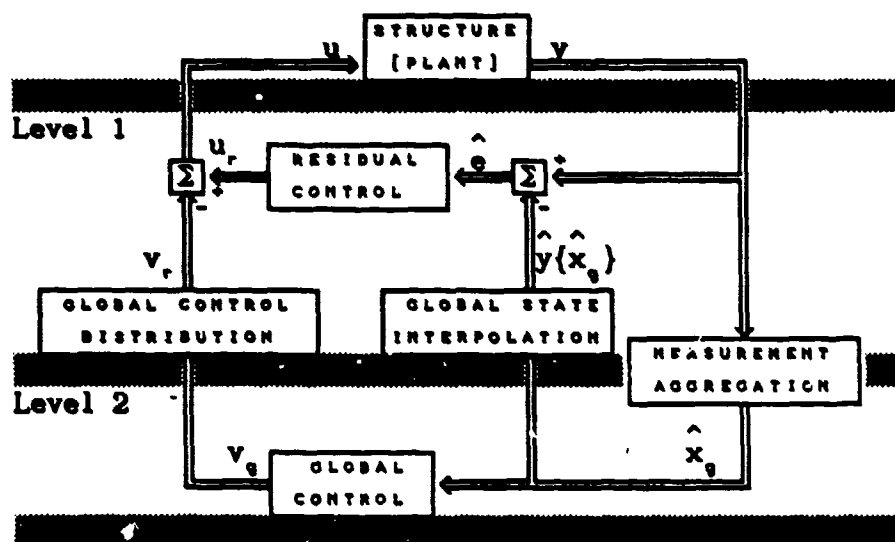 STRUCTURE
[PLANT]
u
y
Level 1
u_r
RESIDUAL
CONTROL
ê
Σ
Σ
+
+
-
-
v_r
ŷ{x̂_g}
GLOBAL CONTROL
DISTRIBUTION
GLOBAL STATE
INTERPOLATION
MEASUREMENT
AGGREGATION
Level 2
v_g
GLOBAL
CONTROL
x̂_g